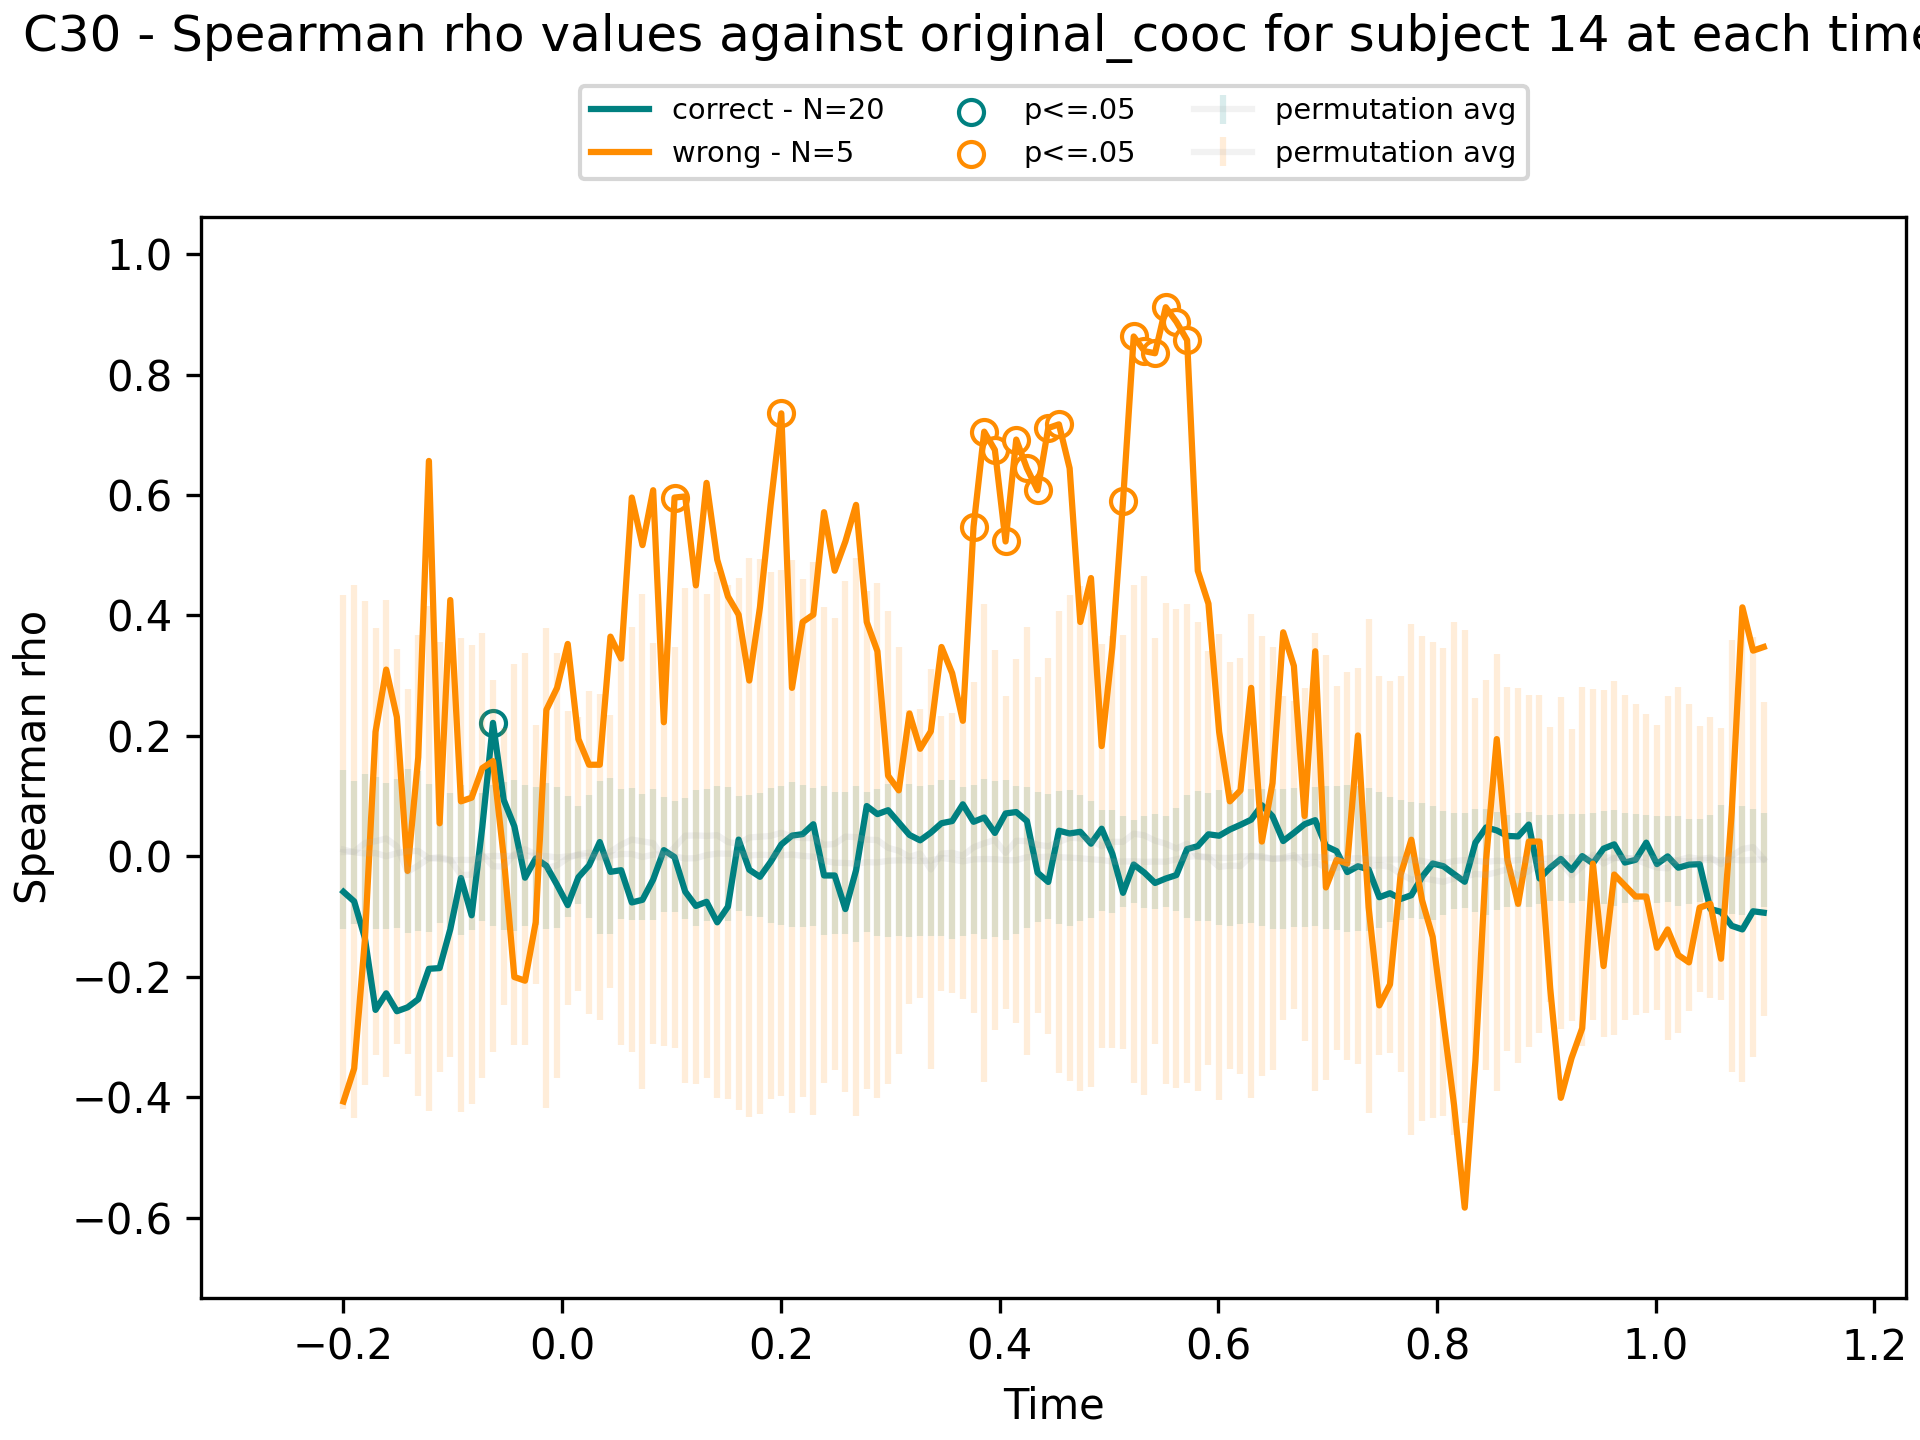 C30 - Spearman rho values against original_cooc for subject 14 at each time
correct - N=20
wrong - N=5
p<=.05
p<=.05
permutation avg
permutation avg
1.0
0.8
0.6
0.4
0.2
0.0
−0.2
−0.4
−0.6
Spearman rho
−0.2 0.0 0.2 0.4 0.6 0.8 1.0 1.2
Time